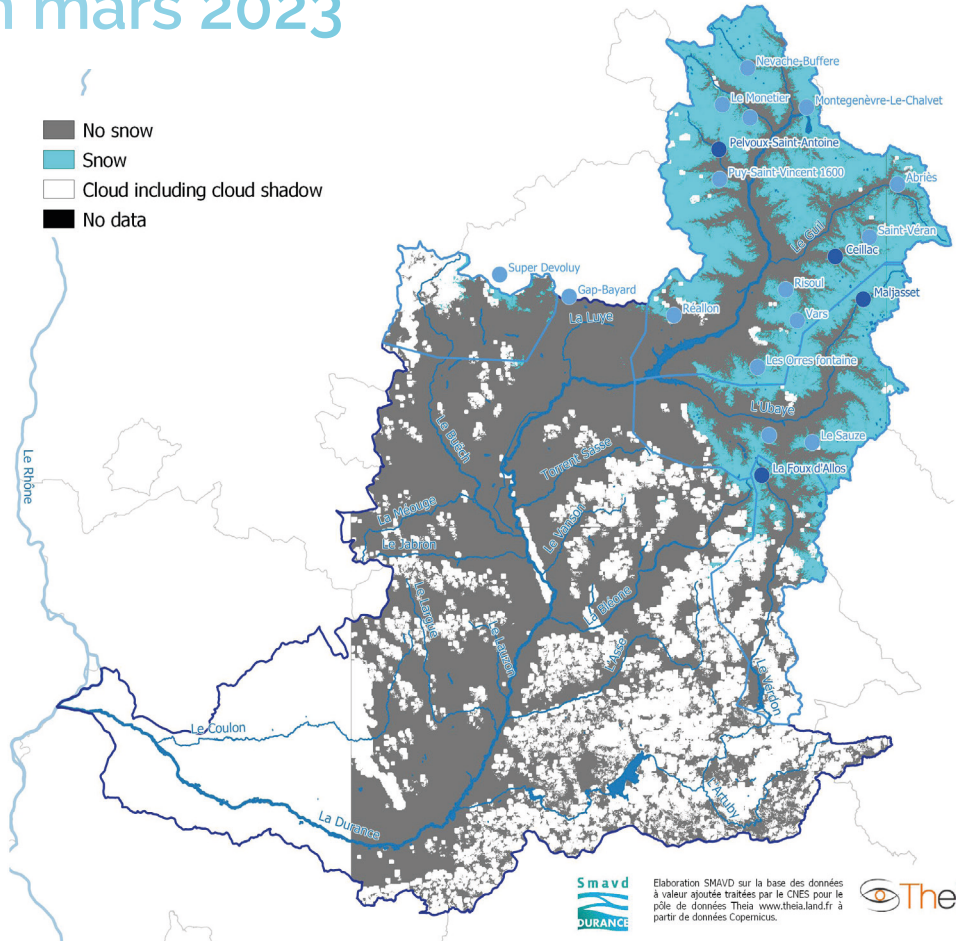 mars 2023
No snow
Snow
Cloud including cloud shadow
No data
Nevache-Buffere
Le Monetier
Montegenèvre-Le-Chalvet
Pelvoux-Saint-Antoine
Puy-Saint-Vincent 1600
Abriès
Le Guil
Saint-Véran
Ceillac
Super Devoluy
Risoul
Maljasset
Gap-Bayard
La Luye
Réallon
Vars
Les Orres fontaine
L'Ubaye
Le Buëch
Le Sauze
Torrent Sasse
La Foux d'Allos
Le Rhône
La Méouge
Le Vanson
Le Jabron
Le Largue
La Bléone
Le Lauzon
L'Asse
Le Verdon
Le Coulon
L'Artuby
La Durance
Smavd
DURANCE
Elaboration SMAVD sur la base des données
à valeur ajoutée traitées par le CNES pour le
pôle de données Theia www.theia.land.fr à
partir de données Copernicus.
The